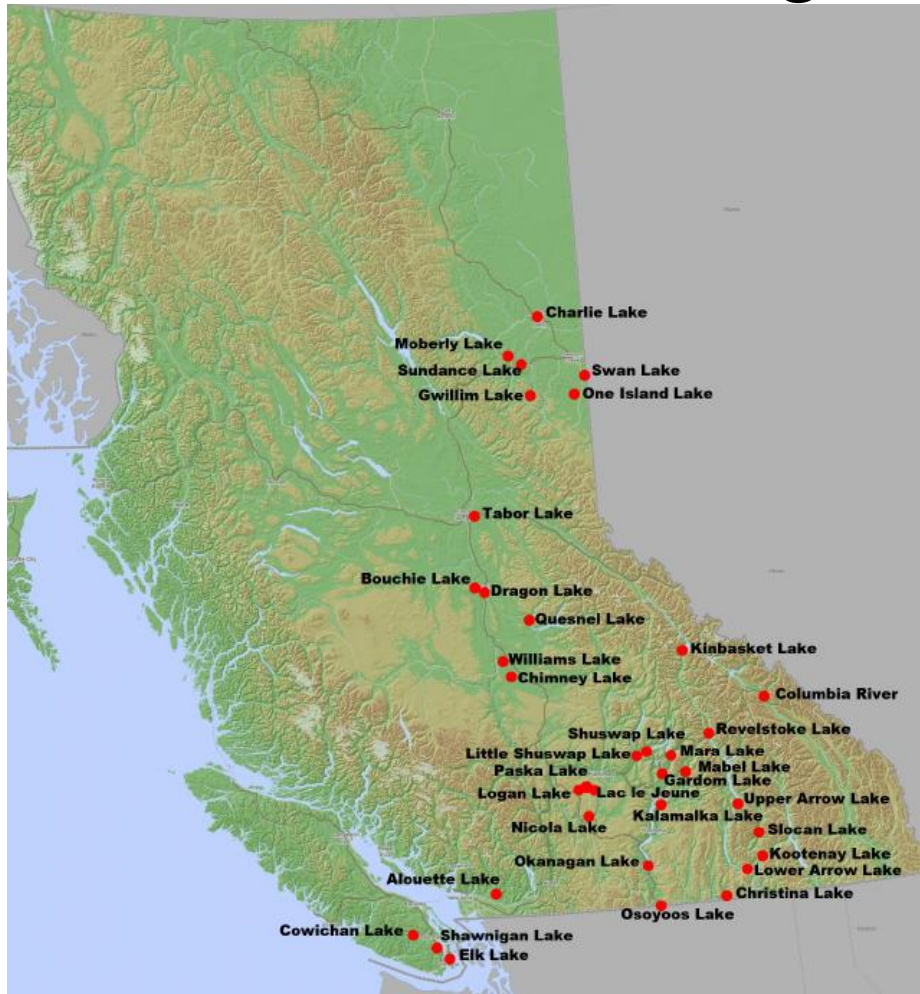 Charlie Lake
Moberly Lake
Sundance Lake
Swan Lake
Gwillim Lake
One Island Lake
Tabor Lake
Bouchie Lake
Dragon Lake
Quesnel Lake
Kinbasket Lake
Williams Lake
Chimney Lake
Columbia River
Revelstoke Lake
Shuswap Lake
Little Shuswap Lake
Mara Lake
Paska Lake
Mabel Lake
Gardom Lake
Logan Lake
Lac le Jeune
Upper Arrow Lake
Kalamalka Lake
Nicola Lake
Slocan Lake
Kootenay Lake
Okanagan Lake
Lower Arrow Lake
Alouette Lake
Christina Lake
Osoyoos Lake
Cowichan Lake
Shawnigan Lake
Elk Lake